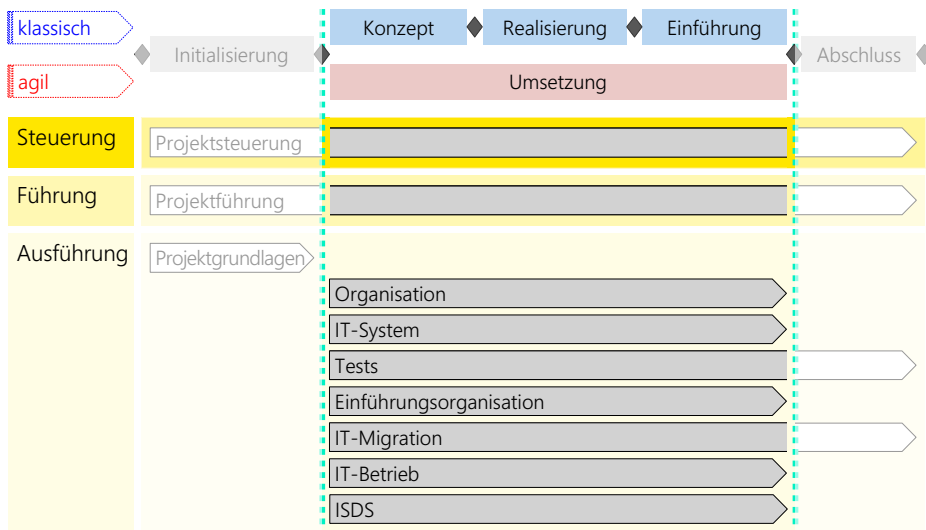 klassisch
Konzept
Realisierung
Einführung
Initialisierung
Abschluss
agil
Umsetzung
Steuerung
Projektsteuerung
Führung
Projektführung
Ausführung
Projektgrundlagen
Organisation
IT-System
Tests
Einführungsorganisation
IT-Migration
IT-Betrieb
ISDS